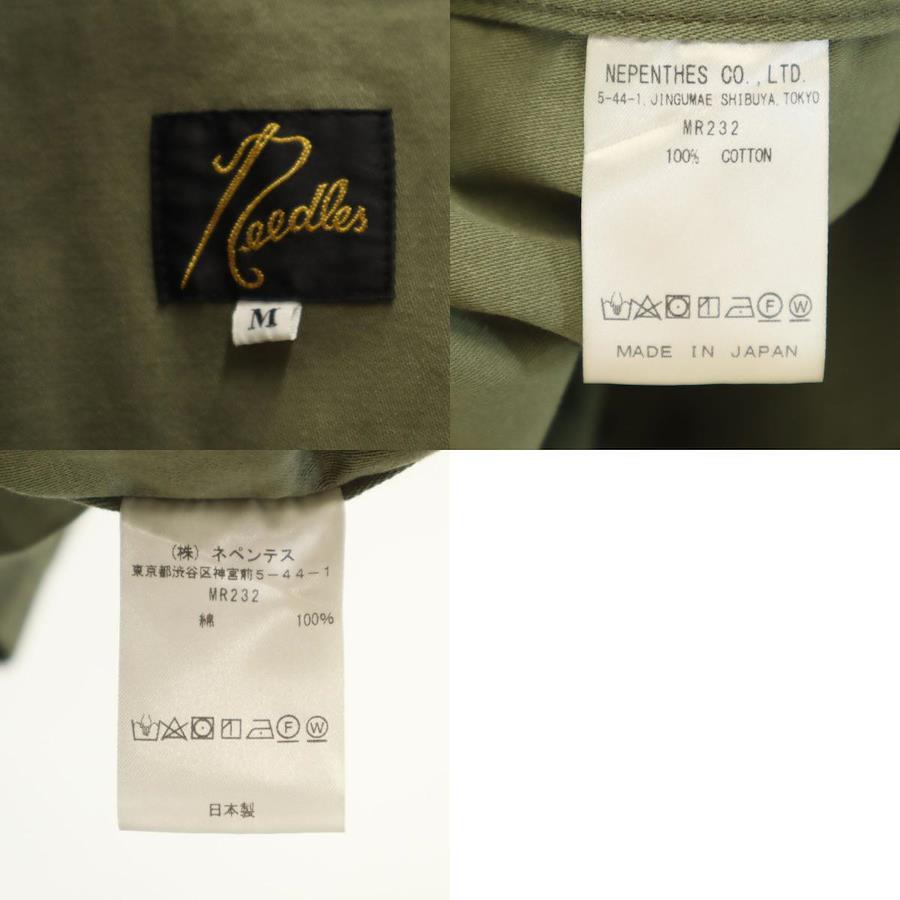 Needles
M
NEPENTHES CO.,LTD.
5-44-1, JINGUMAE SHIBUYA, TOKYO
MR232
100% COTTON
F W
MADE IN JAPAN
(株) ネペンテス
東京都渋谷区神宮前5-44-1
MR232
綿 100%
F W
日本製